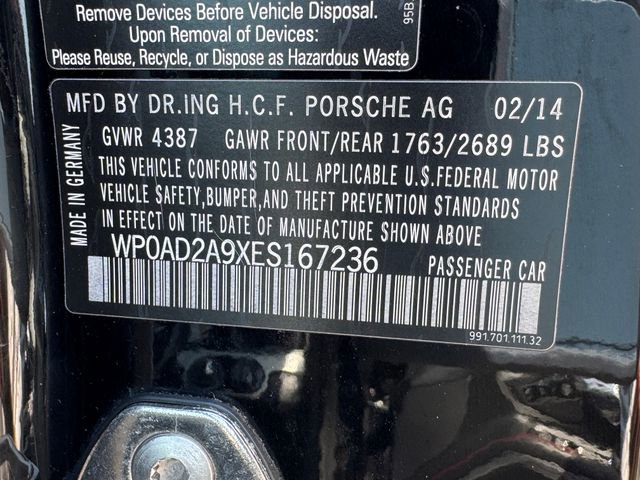 Remove Devices Before Vehicle Disposal.
Upon Removal of Devices:
Please Reuse, Recycle, or Dispose as Hazardous Waste
95B.
MFD BY DR.ING H.C.F. PORSCHE AG 02/14
GVWR 4387 GAWR FRONT/REAR 1763/2689 LBS
THIS VEHICLE CONFORMS TO ALL APPLICABLE U.S.FEDERAL MOTOR
VEHICLE SAFETY,BUMPER,AND THEFT PREVENTION STANDARDS
IN EFFECT ON THE DATE OF MANUFACTURE SHOWN ABOVE.
MADE IN GERMANY
WP0AD2A9XES167236 PASSENGER CAR
991.701.111.32